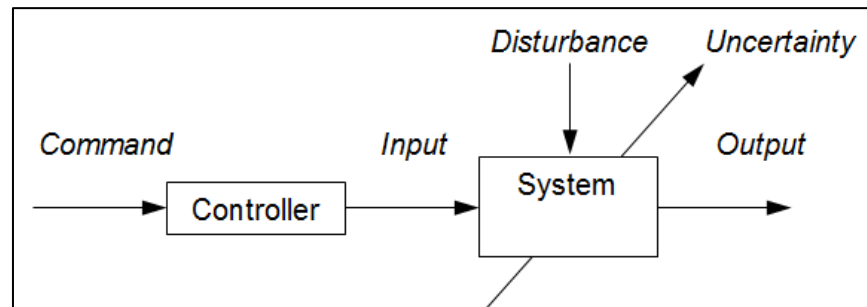 Disturbance Uncertainty
Command Input Output
System
Controller